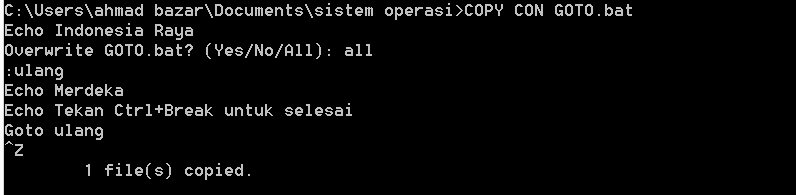 C:\Users\ahmad bazar\Documents\sistem operasi>COPY CON GOTO.bat
Echo Indonesia Raya
Overwrite GOTO.bat? (Yes/No/All): all
:ulang
Echo Merdeka
Echo Tekan Ctrl+Break untuk selesai
Goto ulang
^Z
        1 file(s) copied.